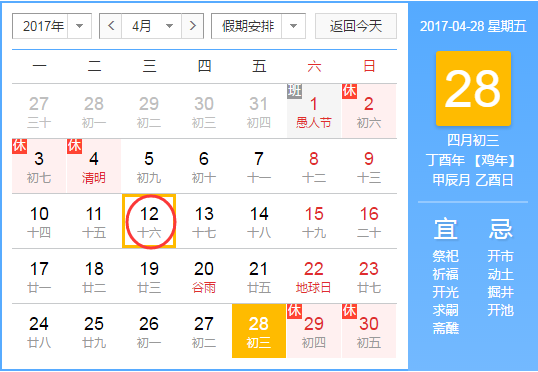 2017年 4月 假期安排 返回今天
一 二 三 四 五 六 日
27 28 29 30 31 班 1 休 2
三十 初一 初二 初三 初四 愚人节 初六
休 3 休 4 5 6 7 8 9
初七 清明 初九 初十 十一 十二 十三
10 11 12 13 14 15 16
十四 十五 十六 十七 十八 十九 二十
17 18 19 20 21 22 23
廿一 廿二 廿三 谷雨 廿五 地球日 廿七
24 25 26 27 28 休 29 休 30
廿八 廿九 初一 初二 初三 初四 初五
2017-04-28 星期五
28
四月初三
丁酉年 【鸡年】
甲辰月 乙酉日
宜 忌
祭祀 开市
祈福 动土
开光 掘井
求嗣 开池
斋醮